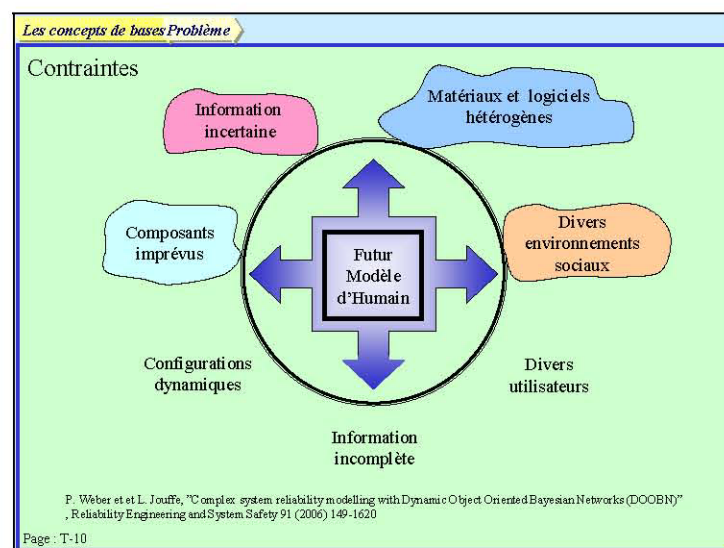 Les concepts de bases Problème
Contraintes
Information
incertaine
Matériaux et logiciels
hétérogènes
Composants
imprévus
Futur
Modèle
d'Humain
Divers
environnements
sociaux
Configurations
dynamiques
Divers
utilisateurs
Information
incomplète
P. Weber et et L. Jouffe, "Complex system reliability modelling with Dynamic Object Oriented Bayesian Networks (DOOBN)"
, Reliability Engineering and System Safety 91 (2006) 149-1620
Page : T-10